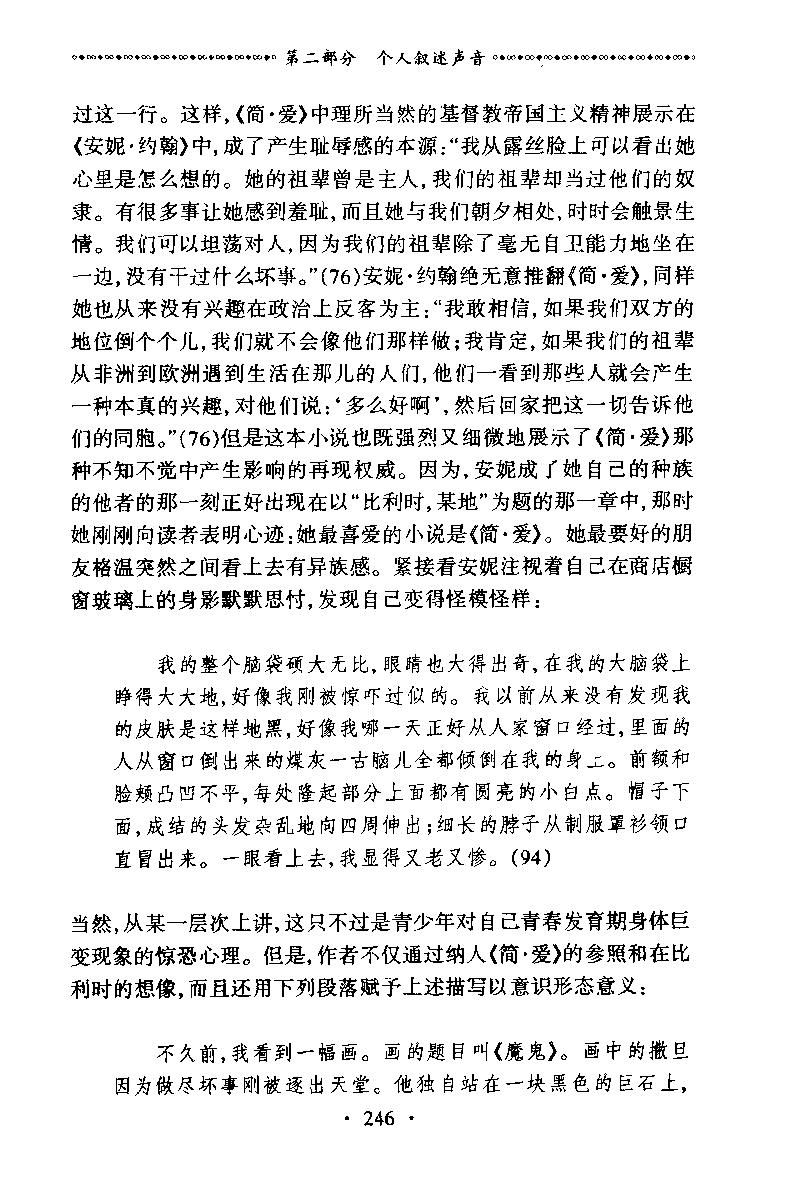 第二部分 个人叙述声音
过这一行。这样,《简·爱》中理所当然的基督教帝国主义精神展示在
《安妮·约翰》中,成了产生耻辱感的本源:“我从露丝脸上可以看出她
心里是怎么想的。她的祖辈曾是主人,我们的祖辈却当过他们的奴
隶。有很多事让她感到羞耻,而且她与我们朝夕相处,时时会触景生
情。我们可以坦荡对人,因为我们的祖辈除了毫无自卫能力地坐在
一边,没有干过什么坏事。”(76)安妮·约翰绝无意推翻《简·爱》,同样
她也从来没有兴趣在政治上反客为主:“我敢相信,如果我们双方的
地位倒个个儿,我们就不会像他们那样做;我肯定,如果我们的祖辈
从非洲到欧洲遇到生活在那儿的人们,他们一看到那些人就会产生
一种本真的兴趣,对他们说:‘多么好啊’,然后回家把这一切告诉他
们的同胞。”(76)但是这本小说也既强烈又细微地展示了《简·爱》那
种不知不觉中产生影响的再现权威。因为,安妮成了她自己的种族
的他者的那一刻正好出现在以“比利时,某地”为题的那一章中,那时
她刚刚向读者表明心迹:她最喜爱的小说是《简·爱》。她最要好的朋
友格温突然之间看上去有异族感。紧接看安妮注视着自己在商店橱
窗玻璃上的身影默默思忖,发现自己变得怪模怪样:
我的整个脑袋硕大无比,眼睛也大得出奇,在我的大脑袋上
睁得大大地,好像我刚被惊吓过似的。我以前从来没有发现我
的皮肤是这样地黑,好像我哪一天正好从人家窗口经过,里面的
人从窗口倒出来的煤灰一古脑儿全都倾倒在我的身上。前额和
脸颊凸凹不平,每处隆起部分上面都有圆亮的小白点。帽子下
面,成结的头发杂乱地向四周伸出;细长的脖子从制服罩衫领口
直冒出来。一眼看上去,我显得又老又惨。(94)
当然,从某一层次上讲,这只不过是青少年对自己青春发育期身体巨
变现象的惊恐心理。但是,作者不仅通过纳人《简·爱》的参照和在比
利时的想像,而且还用下列段落赋予上述描写以意识形态意义:
不久前,我看到一幅画。画的题目叫《魔鬼》。画中的撒旦
因为做尽坏事刚被逐出天堂。他独自站在一块黑色的巨石上,
· 246 ·